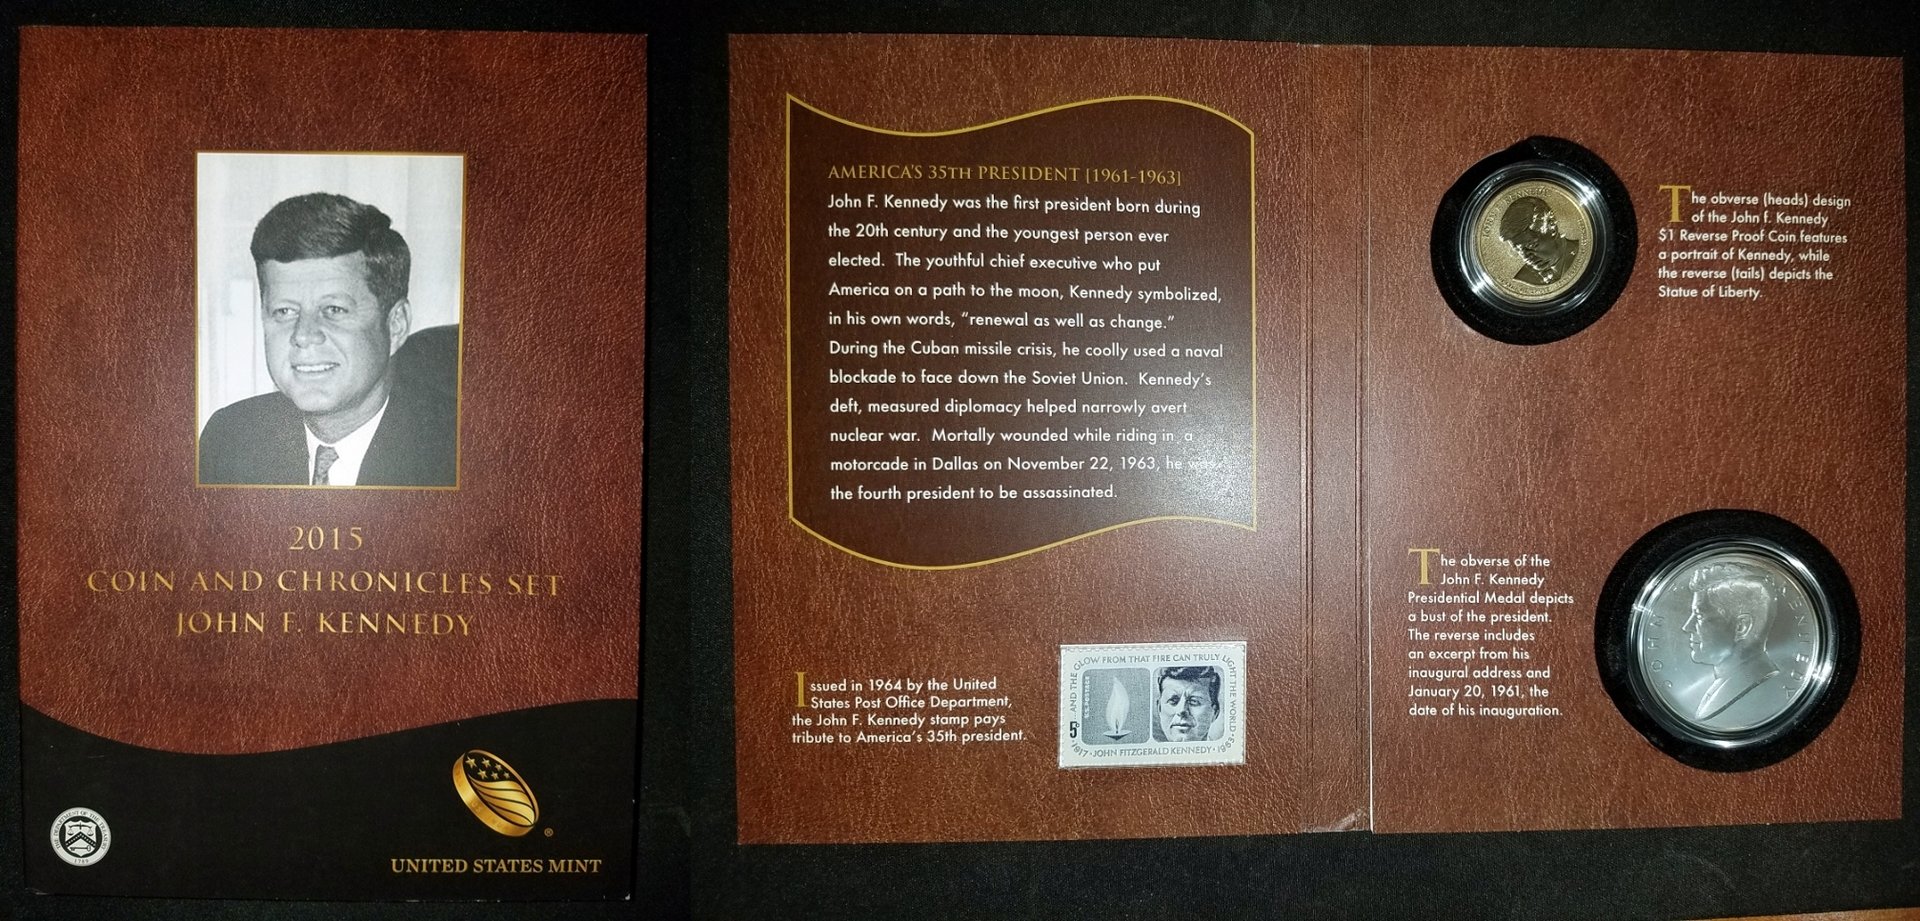 2015
COIN AND CHRONICLES SET
JOHN F. KENNEDY
UNITED STATES MINT
AMERICA'S 35TH PRESIDENT [1961-1963]
John F. Kennedy was the first president born during
the 20th century and the youngest person ever
elected. The youthful chief executive who put
America on a path to the moon, Kennedy symbolized,
in his own words, “renewal as well as change.”
During the Cuban missile crisis, he coolly used a naval
blockade to face down the Soviet Union. Kennedy's
deft, measured diplomacy helped narrowly avert
nuclear war. Mortally wounded while riding in a
motorcade in Dallas on November 22, 1963, he was
the fourth president to be assassinated.
Issued in 1964 by the United
States Post Office Department,
the John F. Kennedy stamp pays
tribute to America's 35th president.
AND THE GLOW FROM THAT FIRE CAN TRULY LIGHT THE WORLD
U.S. POSTAGE
5¢
1917 · JOHN FITZGERALD KENNEDY · 1963
The obverse (heads) design
of the John F. Kennedy
$1 Reverse Proof Coin features
a portrait of Kennedy, while
the reverse (tails) depicts the
Statue of Liberty.
JOHN F. KENNEDY
The obverse of the
John F. Kennedy
Presidential Medal depicts
a bust of the president.
The reverse includes
an excerpt from his
inaugural address and
January 20, 1961, the
date of his inauguration.
JOHN KENNEDY
THE DEPARTMENT OF THE TREASURY
1789